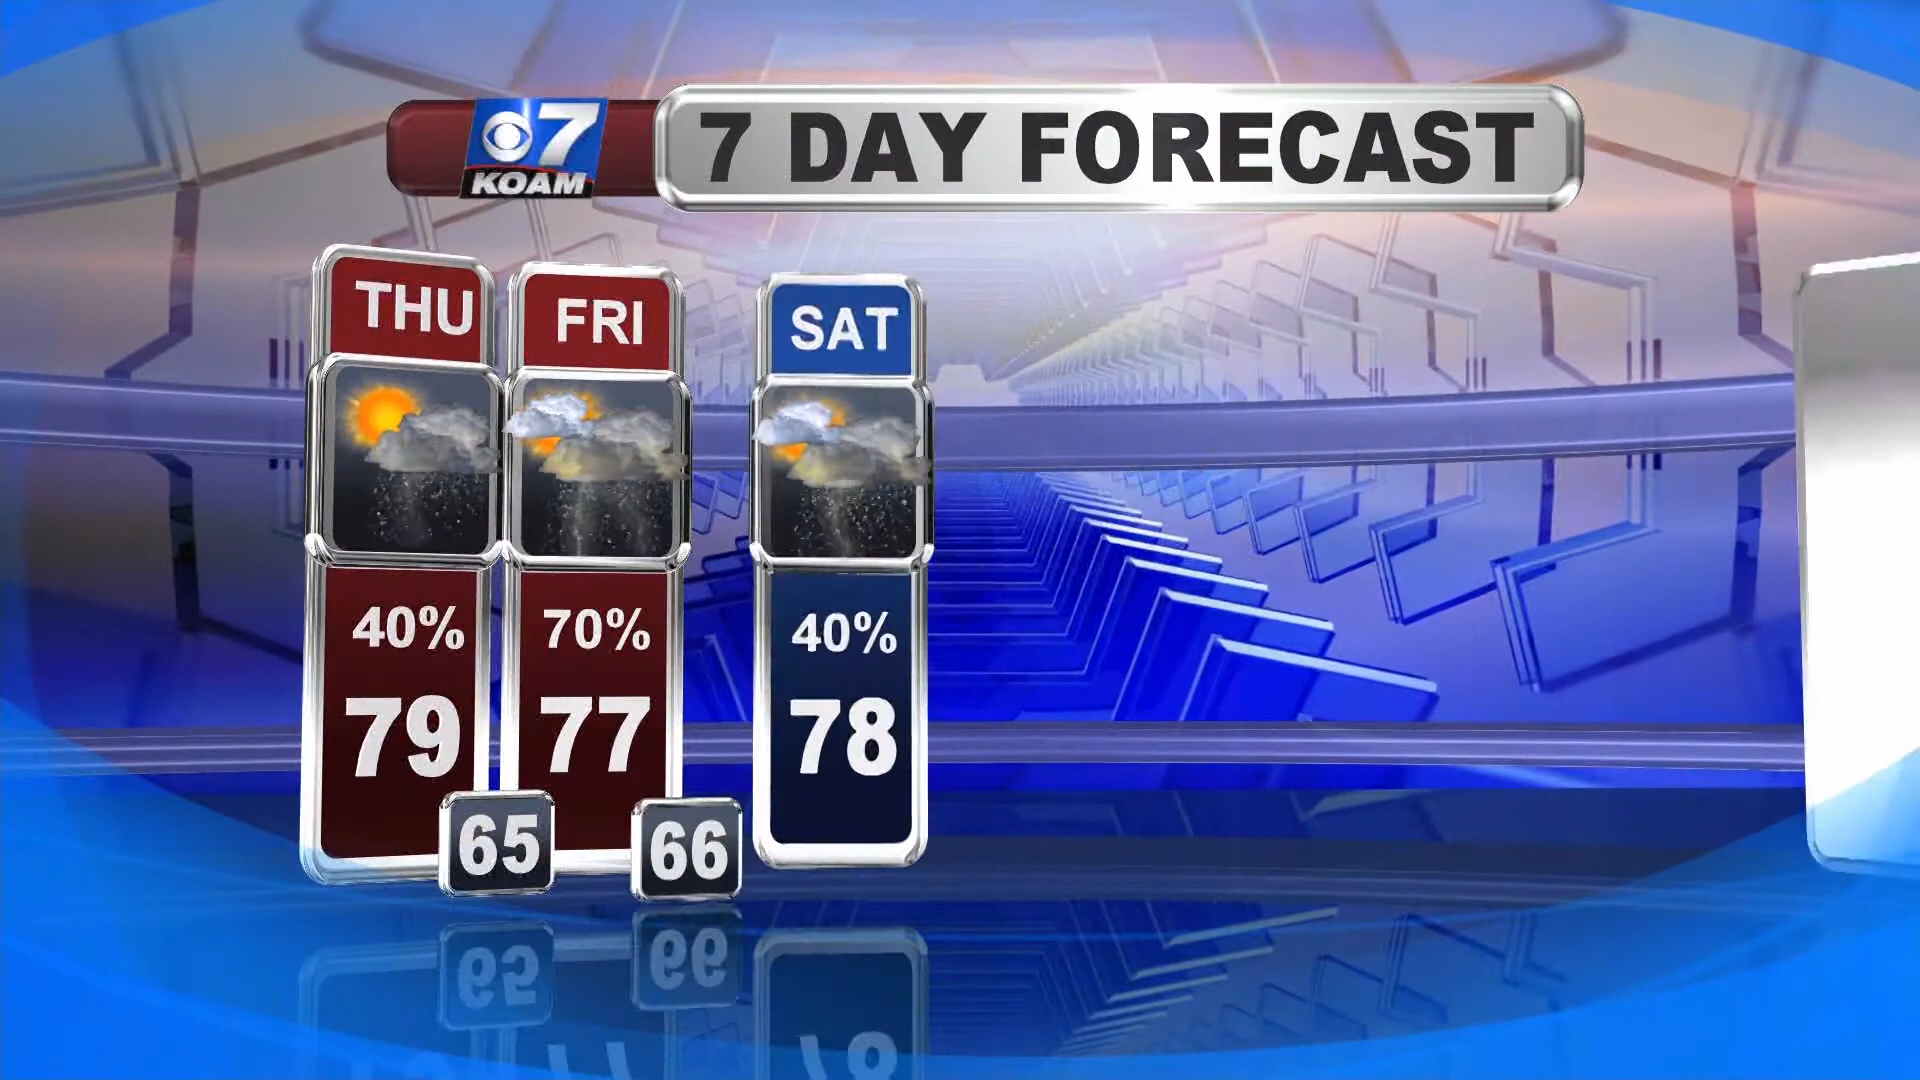 7
KOAM
7 DAY FORECAST
THU
FRI
SAT
40%
70%
40%
79
77
78
65
66